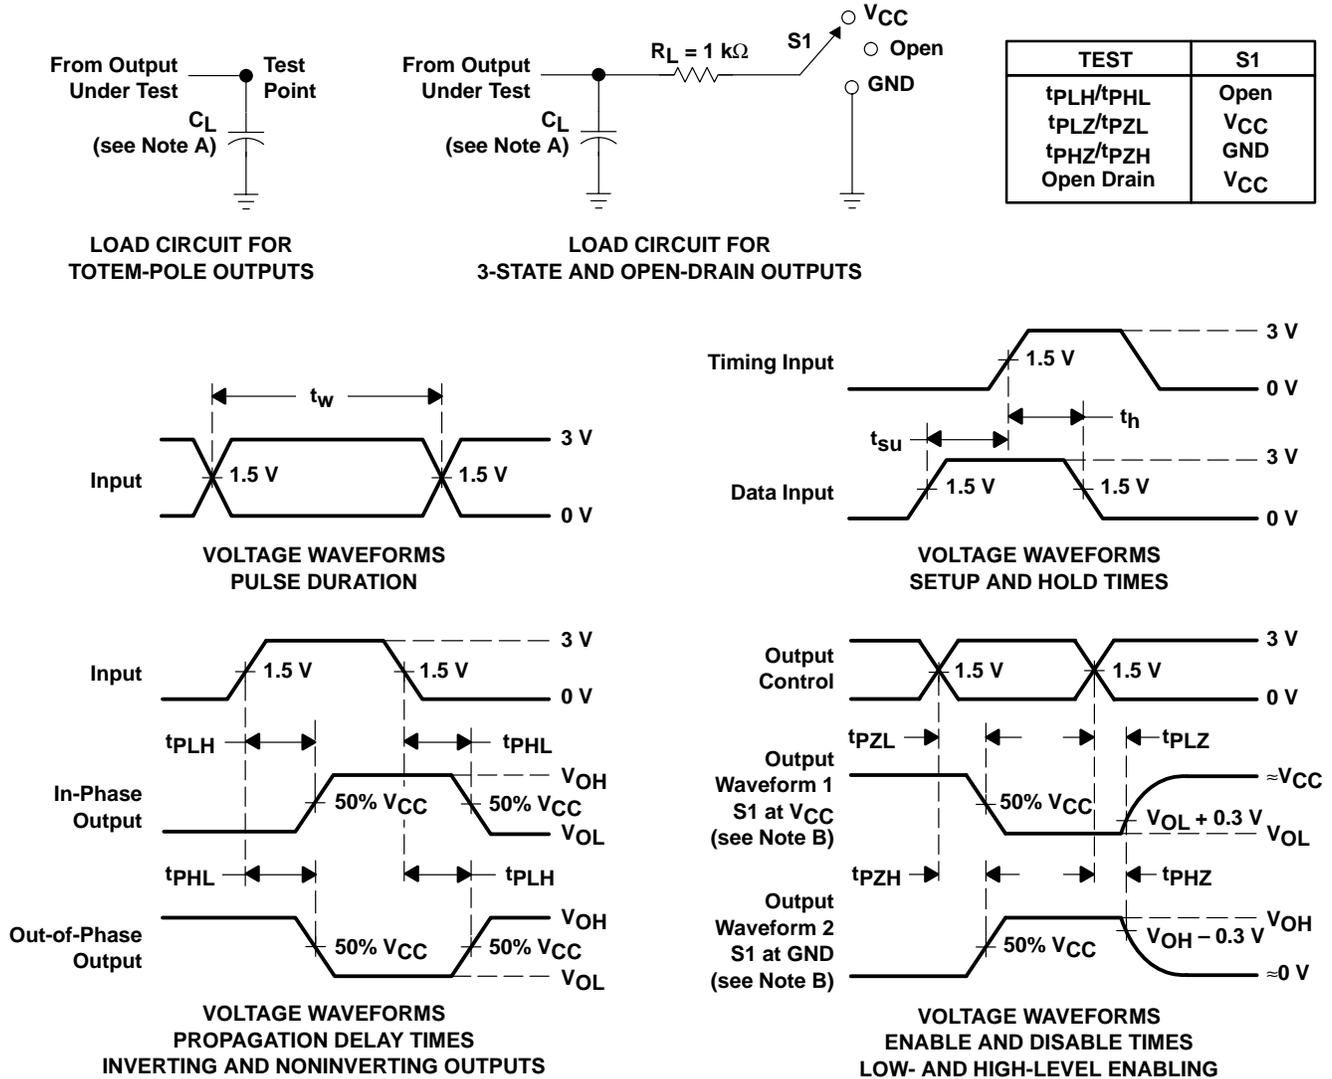 From Output
Under Test
Test
Point
CL
(see Note A)
LOAD CIRCUIT FOR
TOTEM-POLE OUTPUTS
From Output
Under Test
RL = 1 kΩ
S1
VCC
Open
GND
CL
(see Note A)
LOAD CIRCUIT FOR
3-STATE AND OPEN-DRAIN OUTPUTS
TEST S1
tPLH/tPHL Open
tPLZ/tPZL VCC
tPHZ/tPZH GND
Open Drain VCC
tw
3 V
Input
1.5 V
1.5 V
0 V
VOLTAGE WAVEFORMS
PULSE DURATION
3 V
Timing Input
1.5 V
0 V
th
tsu
3 V
Data Input
1.5 V
1.5 V
0 V
VOLTAGE WAVEFORMS
SETUP AND HOLD TIMES
3 V
Input
1.5 V
1.5 V
0 V
tPLH
tPHL
In-Phase
Output
VOH
50% VCC
50% VCC
VOL
tPHL
tPLH
Out-of-Phase
Output
VOH
50% VCC
50% VCC
VOL
VOLTAGE WAVEFORMS
PROPAGATION DELAY TIMES
INVERTING AND NONINVERTING OUTPUTS
Output
Control
3 V
1.5 V
1.5 V
0 V
tPZL
tPLZ
Output
Waveform 1
S1 at VCC
(see Note B)
≈VCC
50% VCC
VOL + 0.3 V
VOL
tPZH
tPHZ
Output
Waveform 2
S1 at GND
(see Note B)
VOH
50% VCC
VOH – 0.3 V
≈0 V
VOLTAGE WAVEFORMS
ENABLE AND DISABLE TIMES
LOW- AND HIGH-LEVEL ENABLING